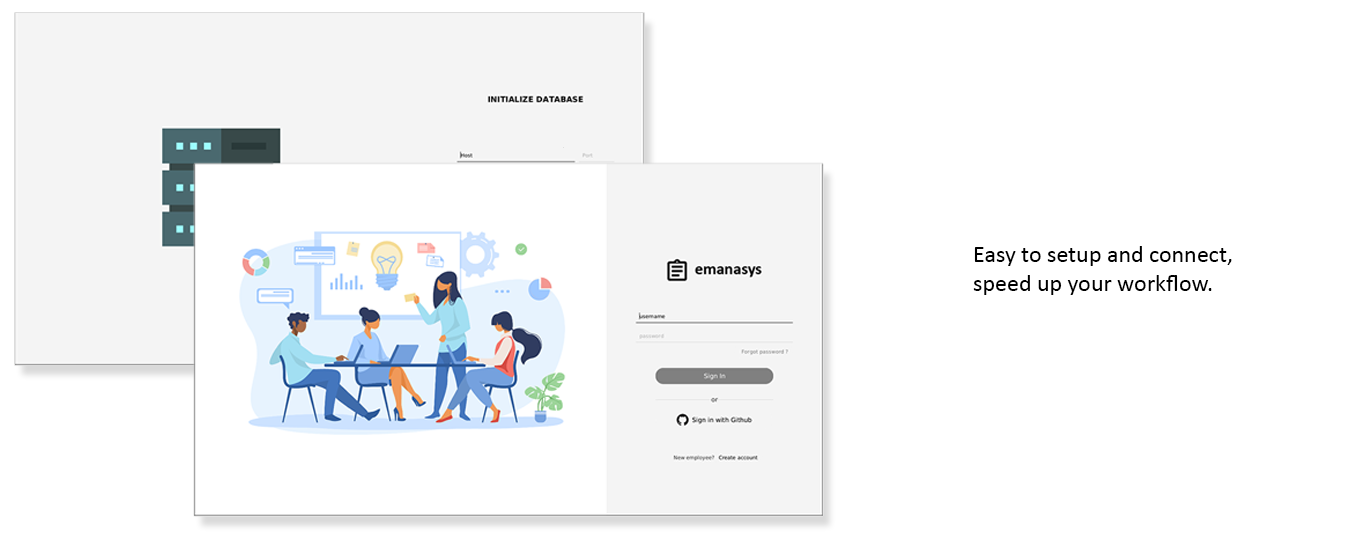 INITIALIZE DATABASE
Host Port
emanasys
username
password
Forgot password ?
Sign In
or
Sign in with Github
New employee? Create account
Easy to setup and connect,
speed up your workflow.